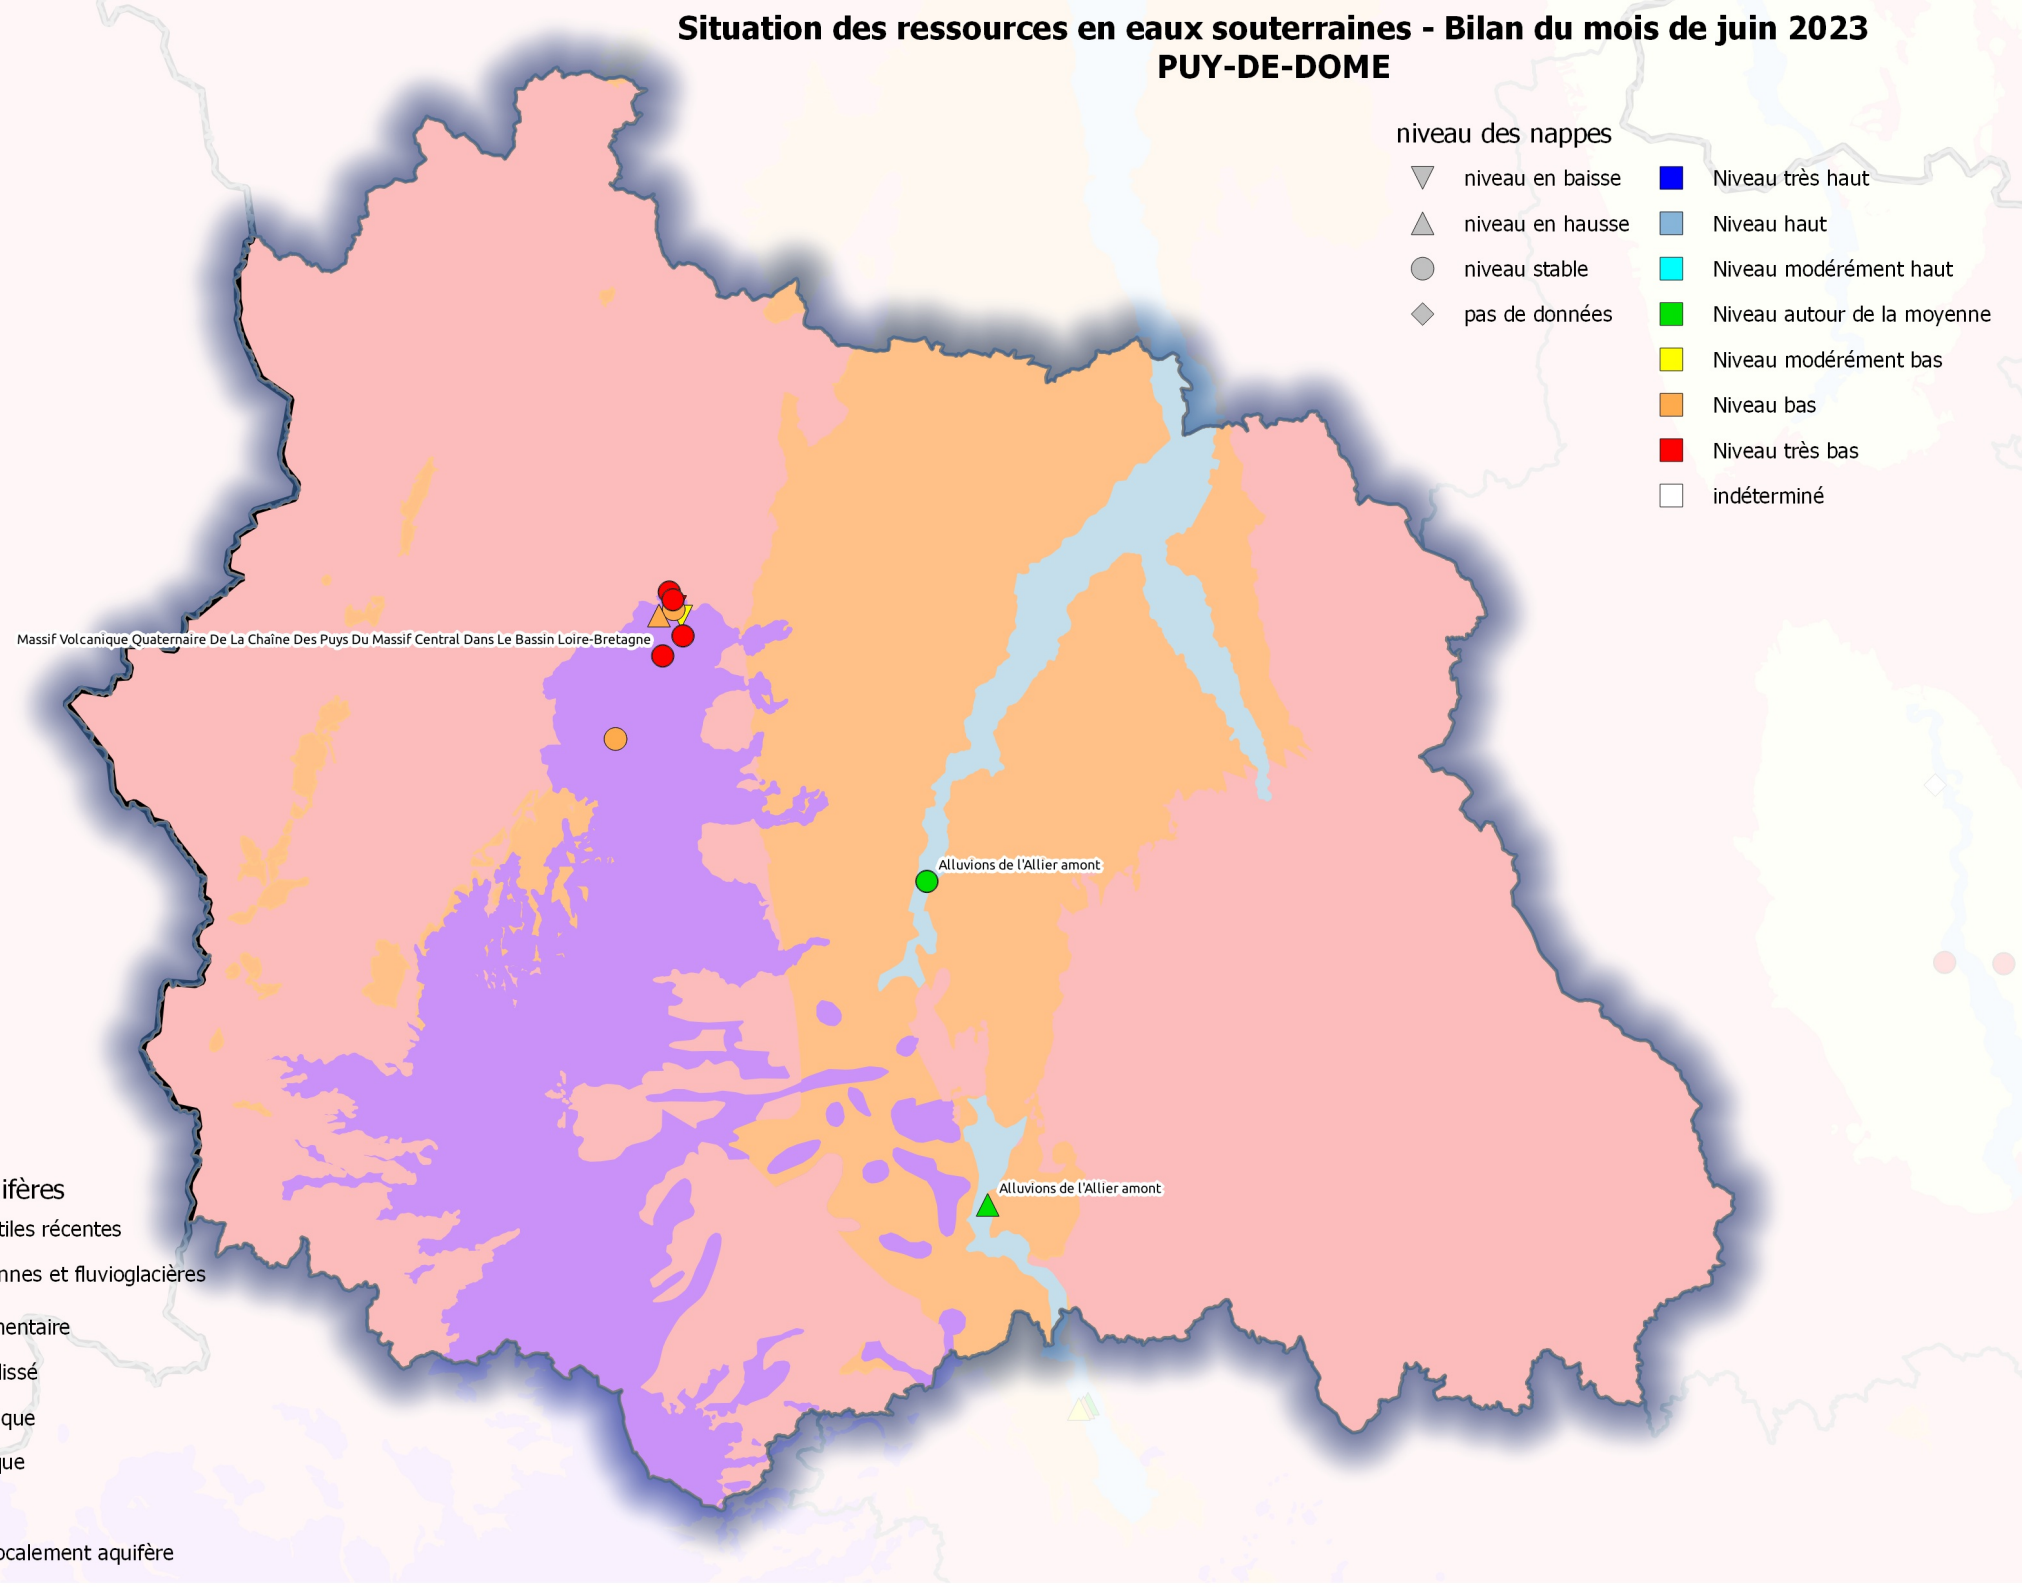 Situation des ressources en eaux souterraines - Bilan du mois de juin 2023
PUY-DE-DOME
niveau des nappes
niveau en baisse
niveau en hausse
niveau stable
pas de données
Niveau très haut
Niveau haut
Niveau modérément haut
Niveau autour de la moyenne
Niveau modérément bas
Niveau bas
Niveau très bas
indéterminé
Massif Volcanique Quaternaire De La Chaîne Des Puys Du Massif Central Dans Le Bassin Loire-Bretagne
Alluvions de l'Allier amont
Alluvions de l'Allier amont
ifères
tiles récentes
nnes et fluvioglacières
nentaire
lissé
que
que
ocalement aquifère